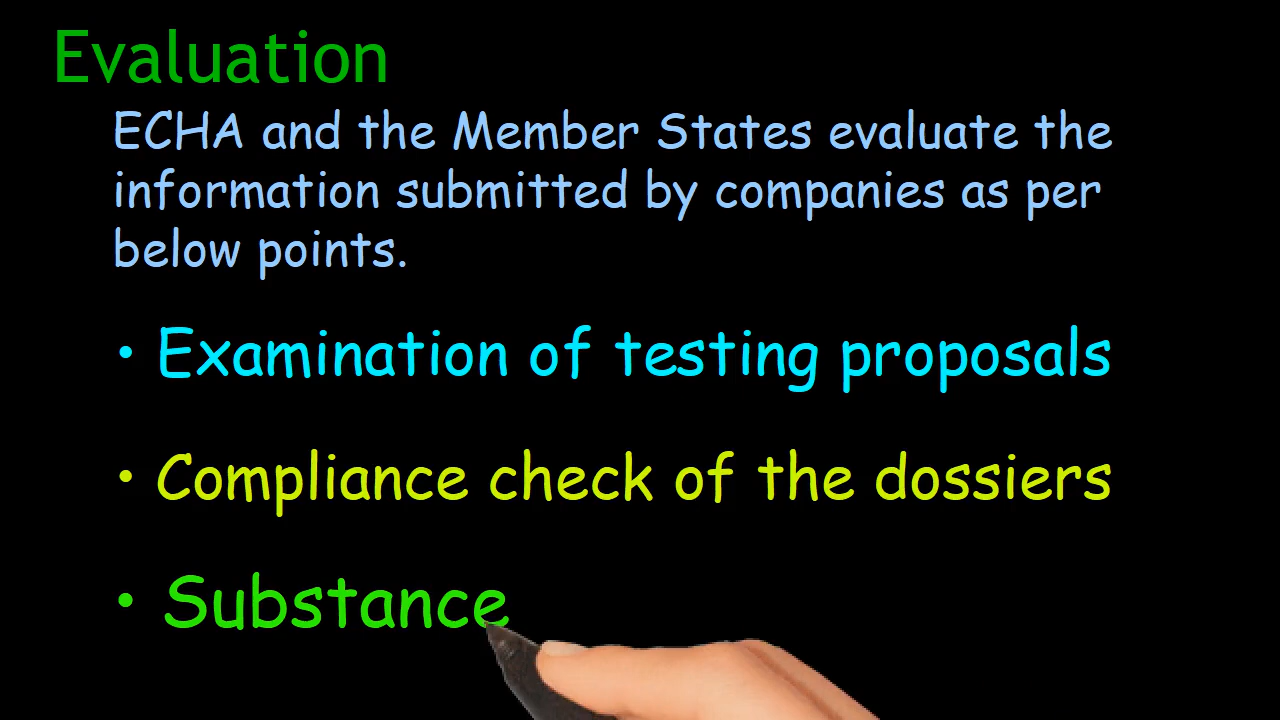 Evaluation
ECHA and the Member States evaluate the
information submitted by companies as per
below points.
• Examination of testing proposals
• Compliance check of the dossiers
• Substance